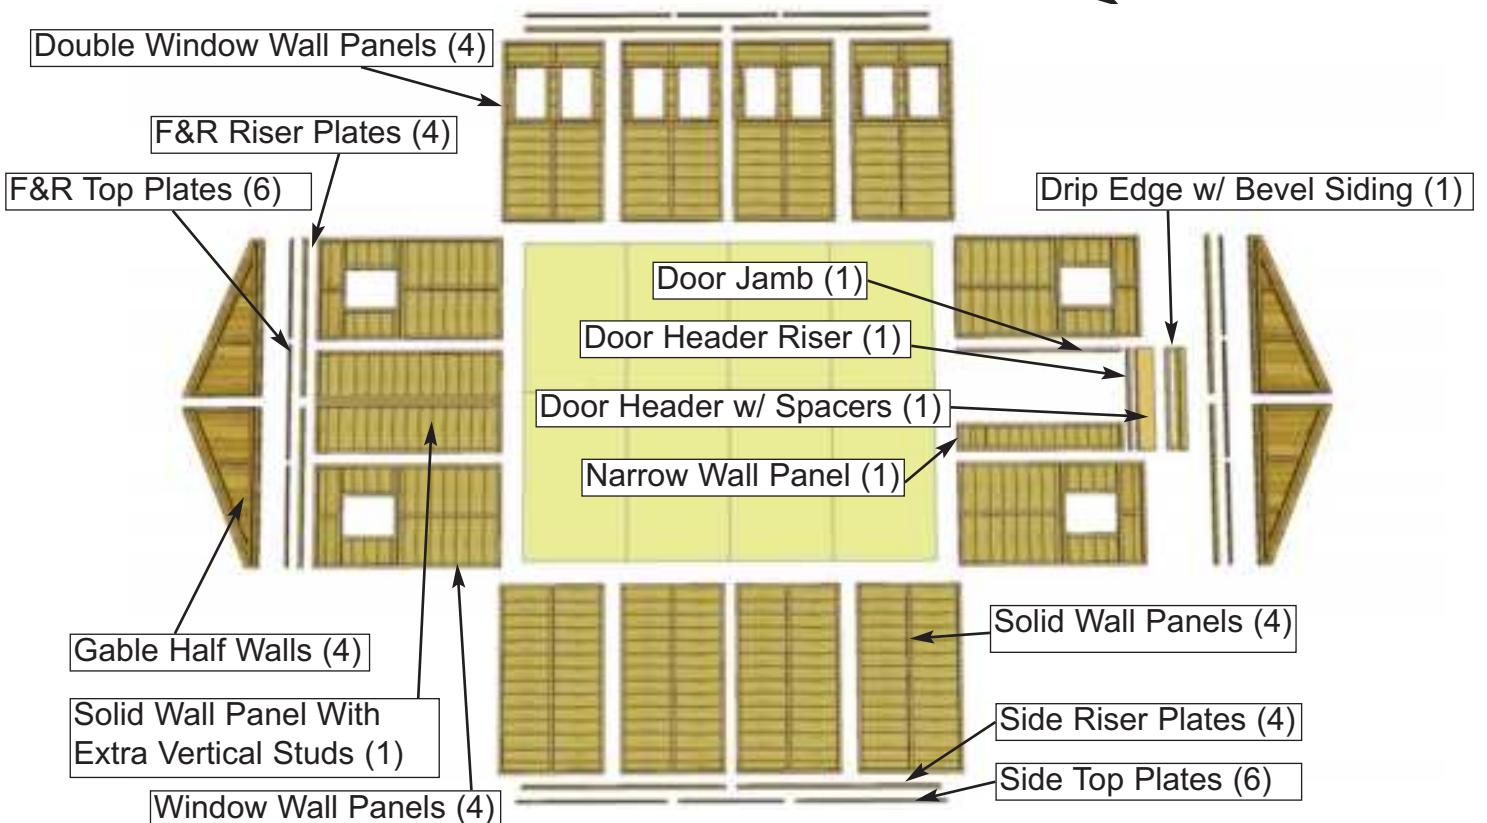 Double Window Wall Panels (4)
F&R Riser Plates (4)
F&R Top Plates (6)
Drip Edge w/ Bevel Siding (1)
Door Jamb (1)
Door Header Riser (1)
Door Header w/ Spacers (1)
Narrow Wall Panel (1)
Gable Half Walls (4)
Solid Wall Panels (4)
Solid Wall Panel With
Extra Vertical Studs (1)
Side Riser Plates (4)
Side Top Plates (6)
Window Wall Panels (4)